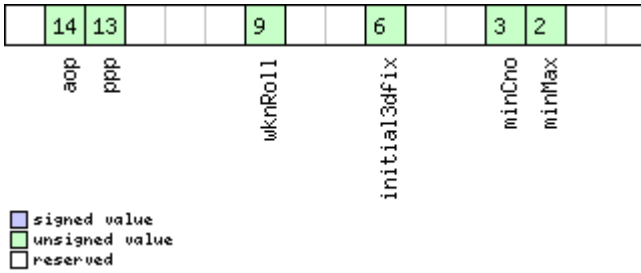 14 13 9 6 3 2
aop
ppp
wknRoll
initial3dfix
minCno
minMax
signed value
unsigned value
reserved